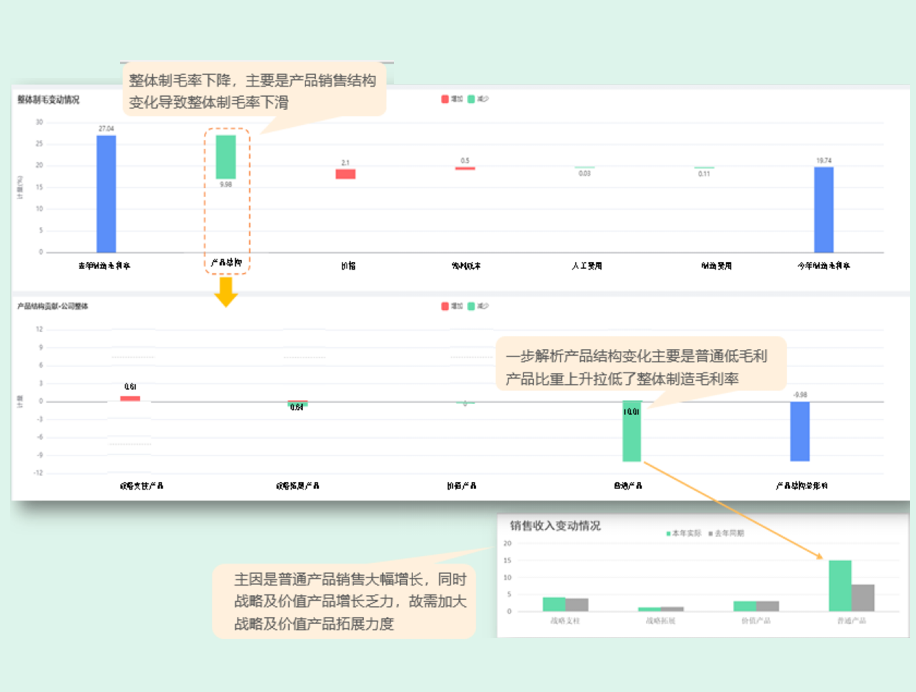 整体制毛率下降，主要是产品销售结构
变化导致整体制毛率下滑
整体制毛变动情况
增加 减少
计量(%)
30
25
20
15
10
5
0
27.04
9.98
2.1
0.5
0.03
0.11
19.74
去年制造毛利率 产品结构 价格 物料成本 人工费用 制造费用 今年制造毛利率
产品结构贡献-公司整体
增加 减少
计量
12
9
6
3
0
-3
-6
-9
-12
0.61
0.64
0
10.01
-9.98
战略支柱产品 战略拓展产品 价值产品 普通产品 产品结构总影响
一步解析产品结构变化主要是普通低毛利
产品比重上升拉低了整体制造毛利率
销售收入变动情况
本年实际 去年同期
20
15
10
5
0
战略支柱 战略拓展 价值产品 普通产品
主因是普通产品销售大幅增长，同时
战略及价值产品增长乏力，故需加大
战略及价值产品拓展力度